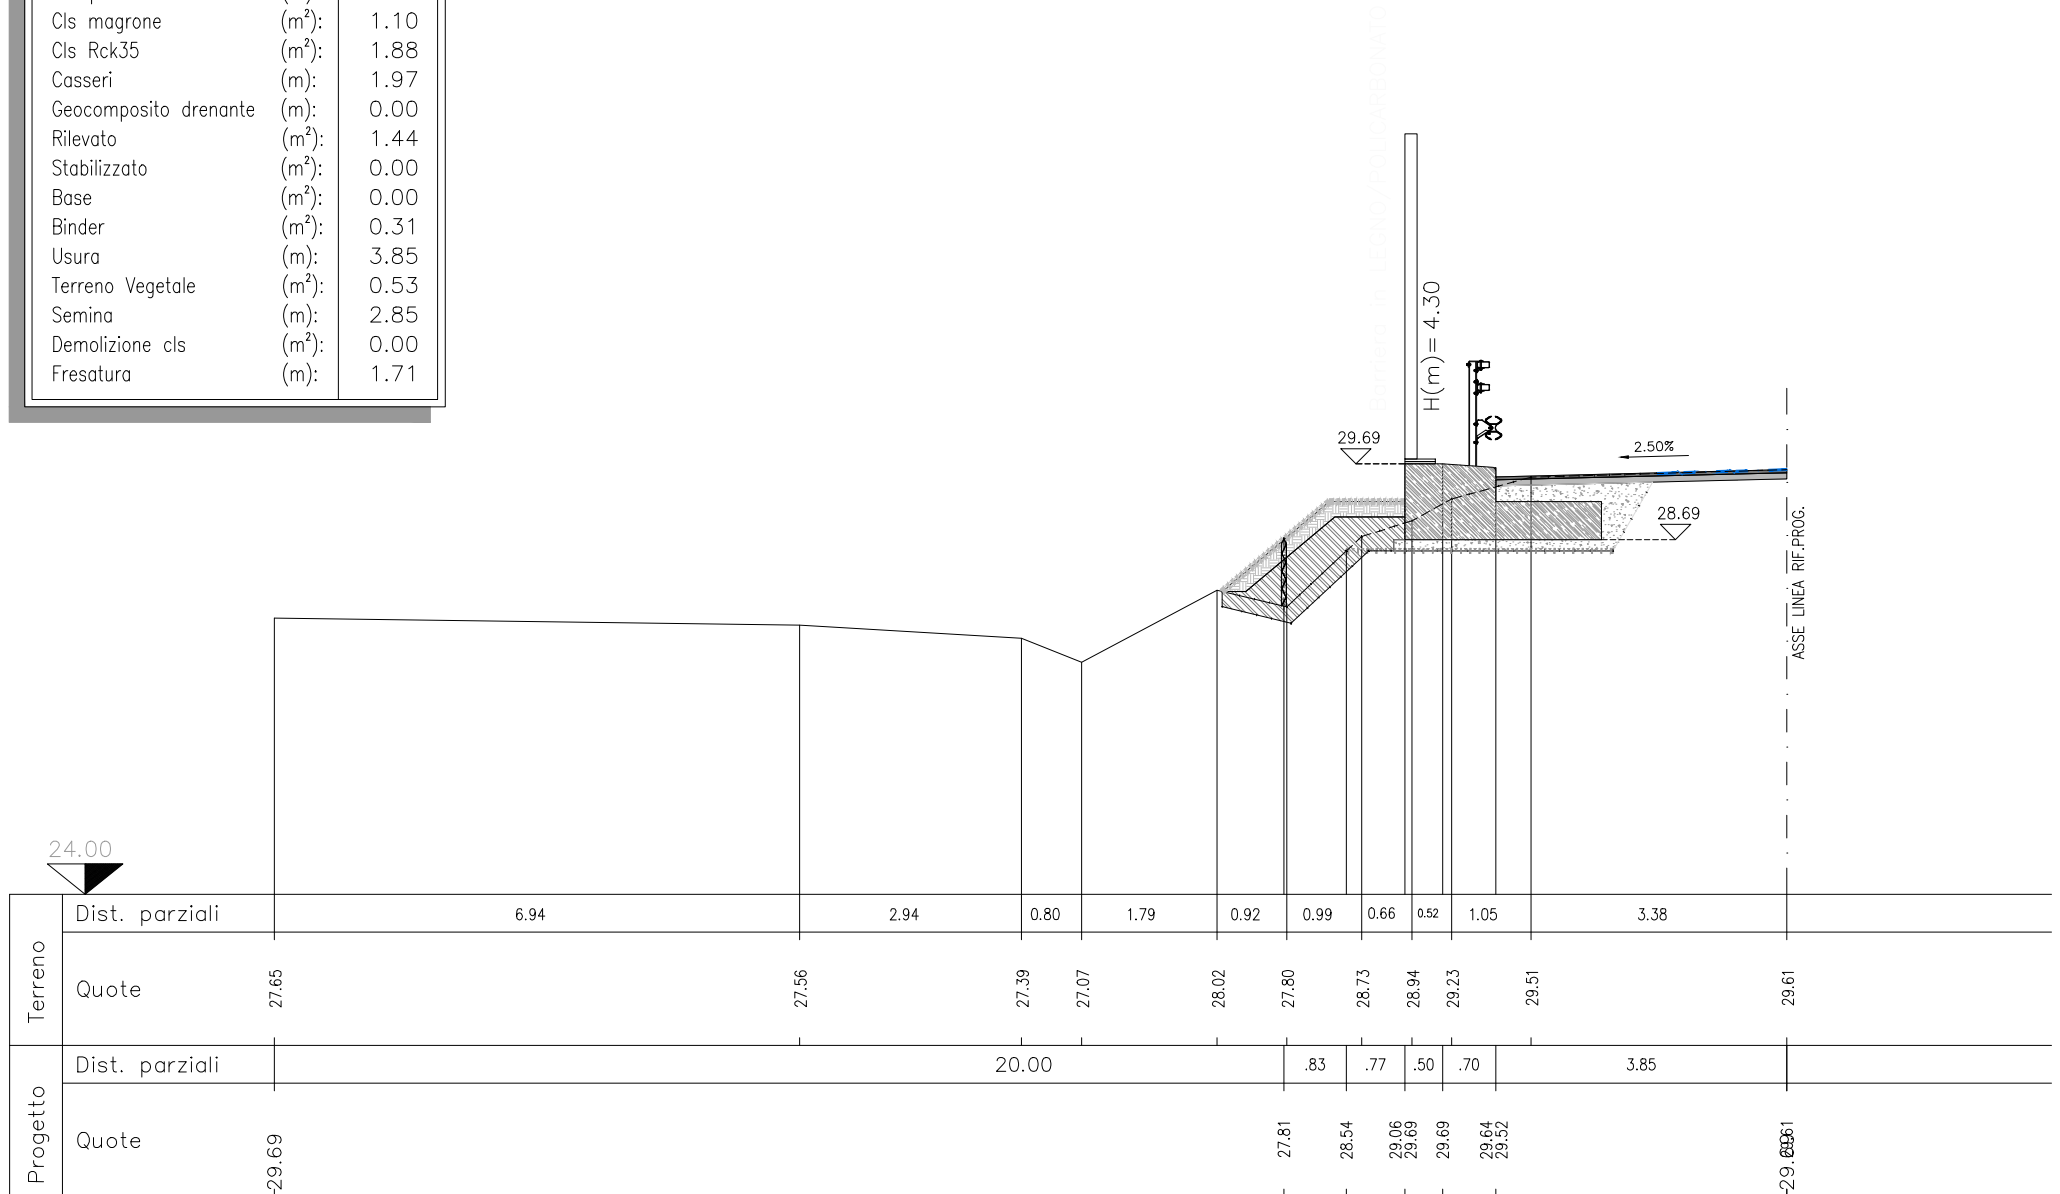 Cls magrone (m²): 1.10
Cls Rck35 (m²): 1.88
Casseri (m): 1.97
Geocomposito drenante (m): 0.00
Rilevato (m²): 1.44
Stabilizzato (m²): 0.00
Base (m²): 0.00
Binder (m²): 0.31
Usura (m): 3.85
Terreno Vegetale (m²): 0.53
Semina (m): 2.85
Demolizione cls (m²): 0.00
Fresatura (m): 1.71
H(m)= 4.30
29.69
2.50%
28.69
ASSE LINEA RIF.PROG.
24.00
Terreno
Dist. parziali 6.94 2.94 0.80 1.79 0.92 0.99 0.66 0.52 1.05 3.38
Quote 27.65 27.56 27.39 27.07 28.02 27.80 28.73 28.94 29.23 29.51 29.61
Progetto
Dist. parziali 20.00 .83 .77 .50 .70 3.85
Quote 29.69 27.81 28.54 29.06 29.69 29.69 29.64 29.52